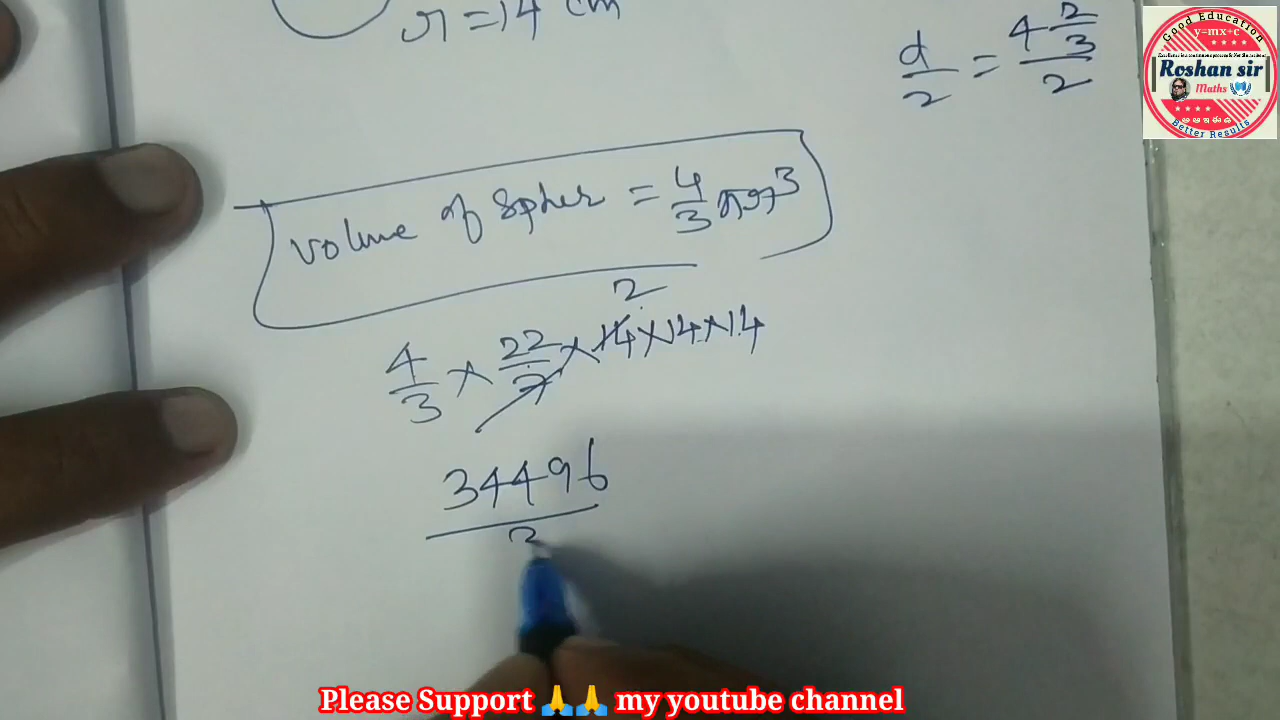 r = 14 cm
d/2 = 4 2/3 / 2
Good Education
y=mx+c
Roshan sir
Maths
Better Results
volume of spher = 4/3 πr³
2
4/3 × 22/7 × 14 × 14 × 14
34496
3
Please Support 🙏🙏 my youtube channel